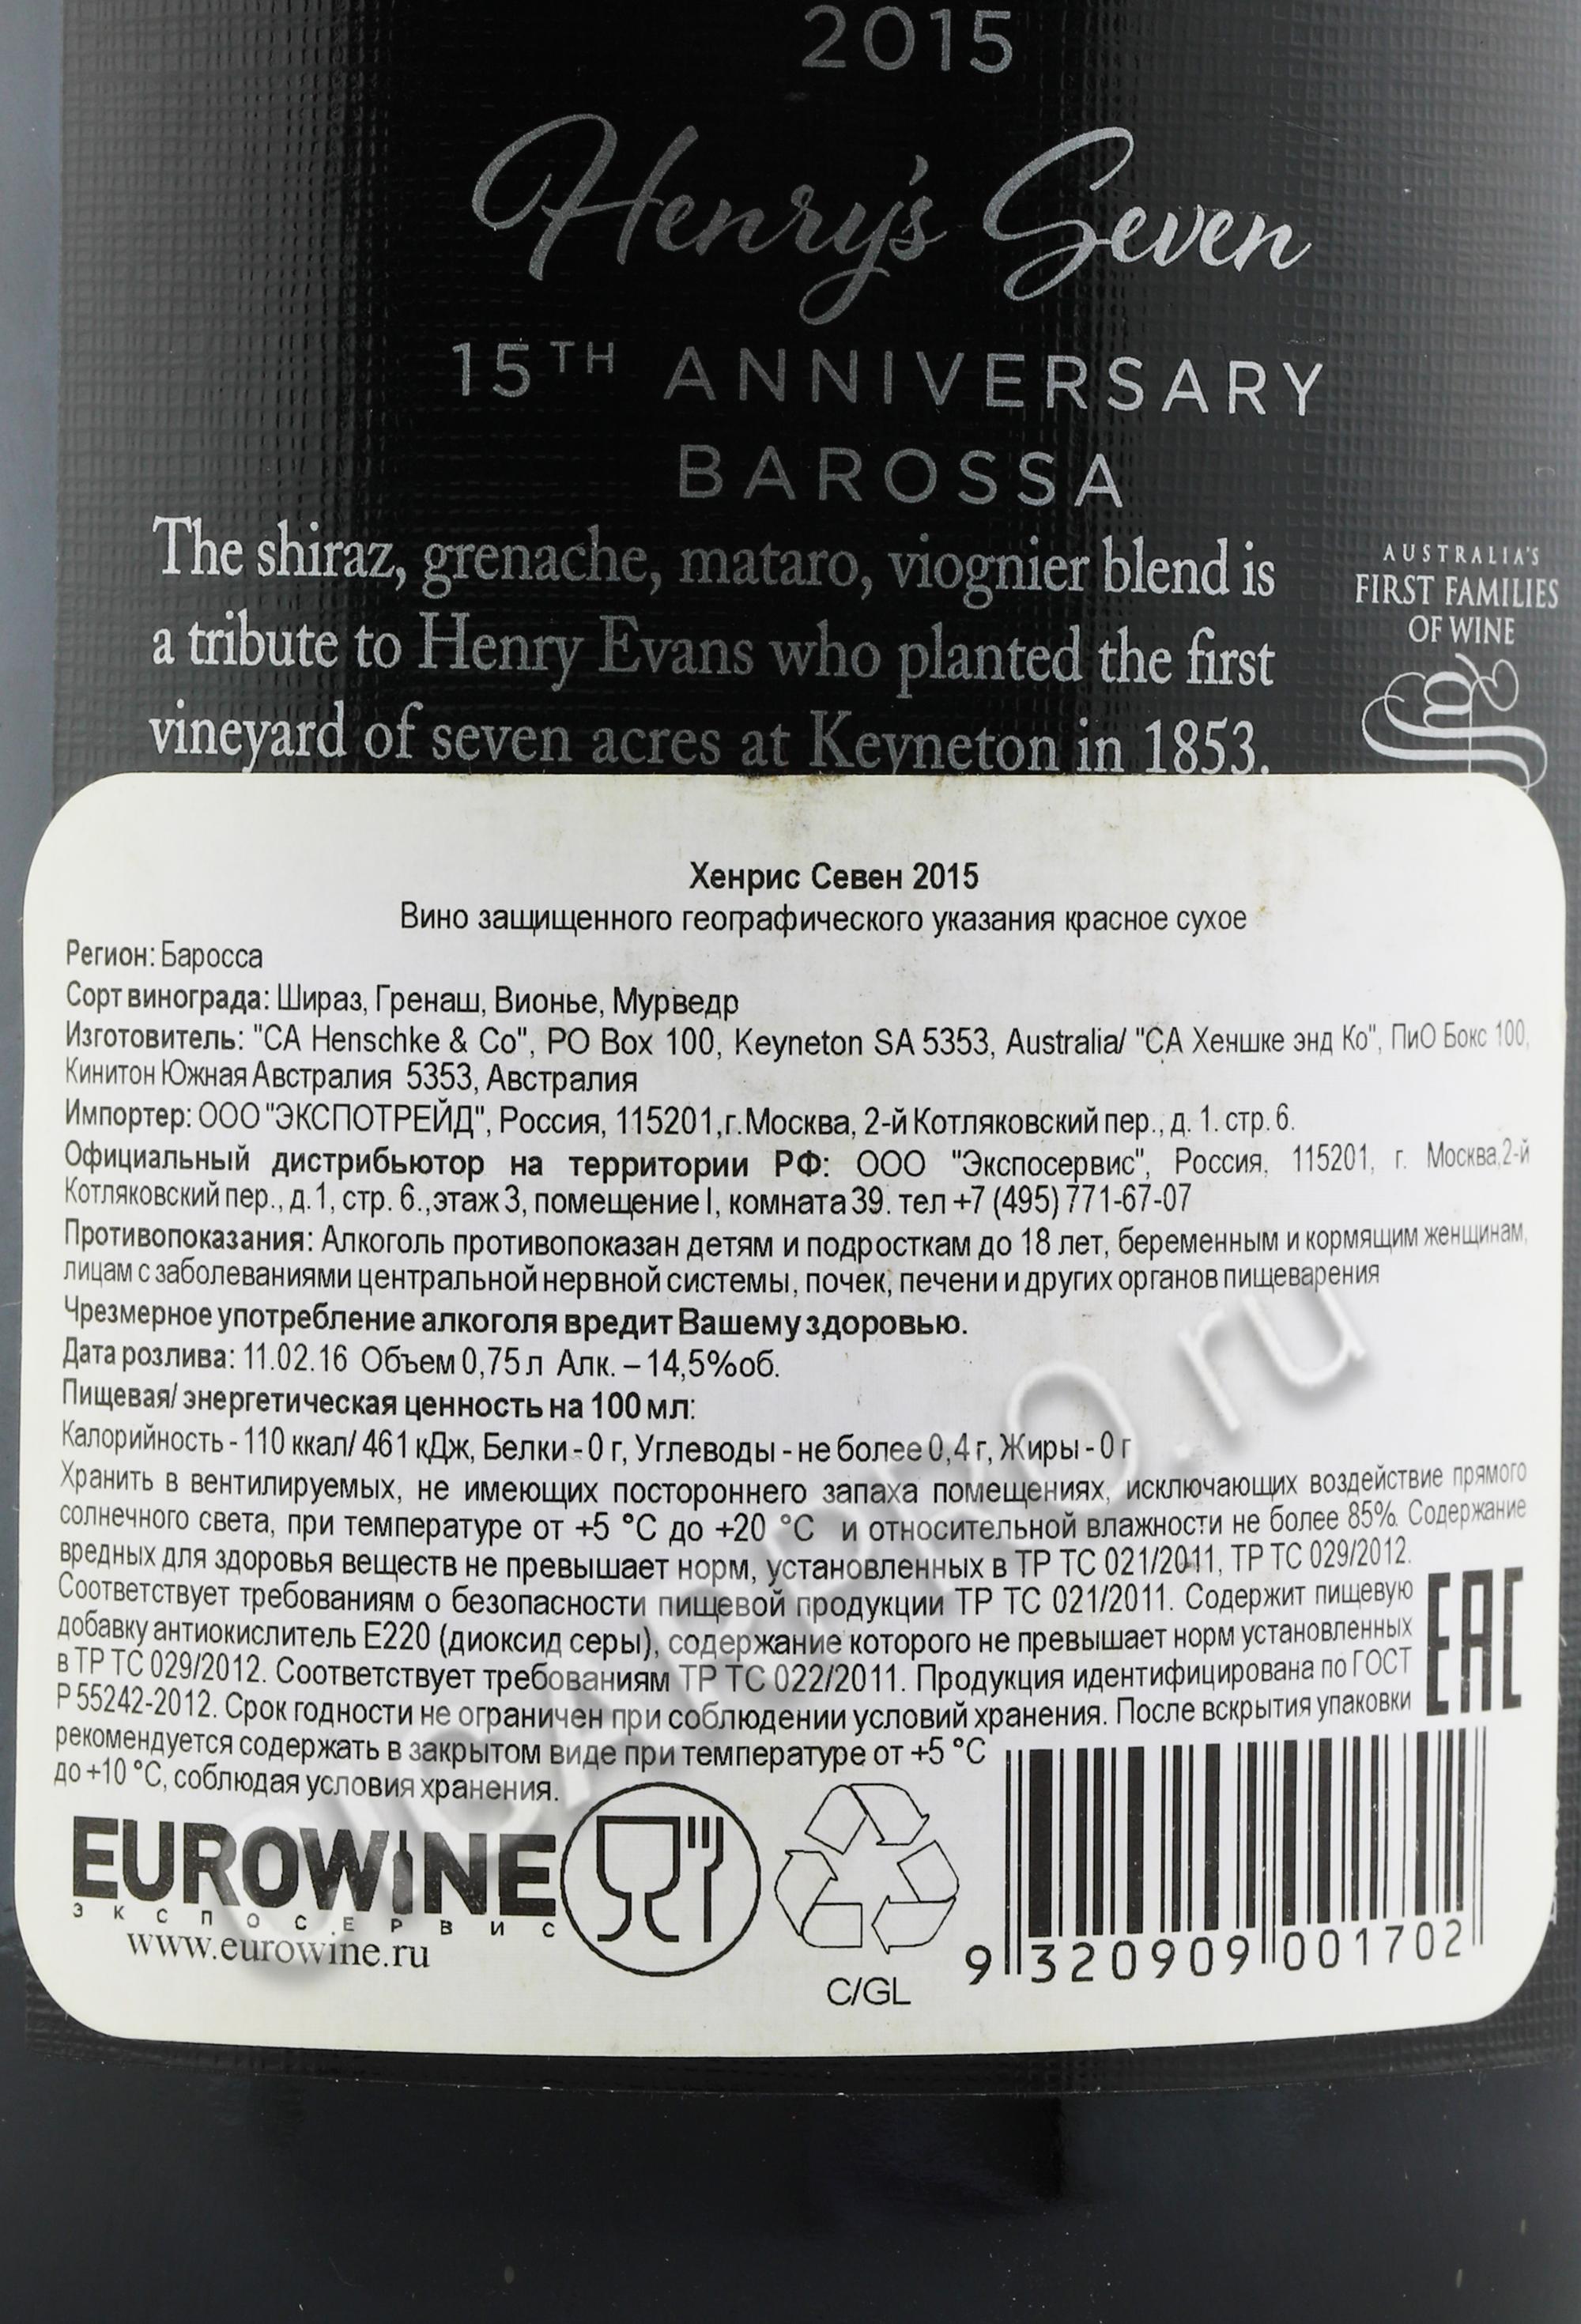 2015
Henry's Seven
15TH ANNIVERSARY
BAROSSA
The shiraz, grenache, mataro, viognier blend is
a tribute to Henry Evans who planted the first
vineyard of seven acres at Keyneton in 1853.
AUSTRALIA'S
FIRST FAMILIES
OF WINE
Хенрис Севен 2015
Вино защищенного географического указания красное сухое
Регион: Баросса
Сорт винограда: Шираз, Гренаш, Вионье, Мурведр
Изготовитель: "CA Henschke & Co", PO Box 100, Keyneton SA 5353, Australia/ "СА Хеншке энд Ко", ПиО Бокс 100,
Кинитон Южная Австралия 5353, Австралия
Импортер: ООО "ЭКСПОТРЕЙД", Россия, 115201,г.Москва, 2-й Котляковский пер., д. 1. стр. 6.
Официальный дистрибьютор на территории РФ: ООО "Экспосервис", Россия, 115201, г. Москва,2-й
Котляковский пер., д.1, стр. 6.,этаж 3, помещение I, комната 39. тел +7 (495) 771-67-07
Противопоказания: Алкоголь противопоказан детям и подросткам до 18 лет, беременным и кормящим женщинам,
лицам с заболеваниями центральной нервной системы, почек, печени и других органов пищеварения
Чрезмерное употребление алкоголя вредит Вашему здоровью.
Дата розлива: 11.02.16 Объем 0,75 л Алк. – 14,5%об.
Пищевая/ энергетическая ценность на 100 мл:
Калорийность - 110 ккал/ 461 кДж, Белки - 0 г, Углеводы - не более 0,4 г, Жиры - 0 г
Хранить в вентилируемых, не имеющих постороннего запаха помещениях, исключающих воздействие прямого
солнечного света, при температуре от +5 °С до +20 °С и относительной влажности не более 85%. Содержание
вредных для здоровья веществ не превышает норм, установленных в ТР ТС 021/2011, ТР ТС 029/2012.
Соответствует требованиям о безопасности пищевой продукции ТР ТС 021/2011. Содержит пищевую
добавку антиокислитель Е220 (диоксид серы), содержание которого не превышает норм установленных
в ТР ТС 029/2012. Соответствует требованиям ТР ТС 022/2011. Продукция идентифицирована по ГОСТ
Р 55242-2012. Срок годности не ограничен при соблюдении условий хранения. После вскрытия упаковки
рекомендуется содержать в закрытом виде при температуре от +5 °С
до +10 °С, соблюдая условия хранения.
EAC
EUROWINE
ЭКСПОСЕРВИС
www.eurowine.ru
C/GL
9 320909 001702
CIGARPRO.ru